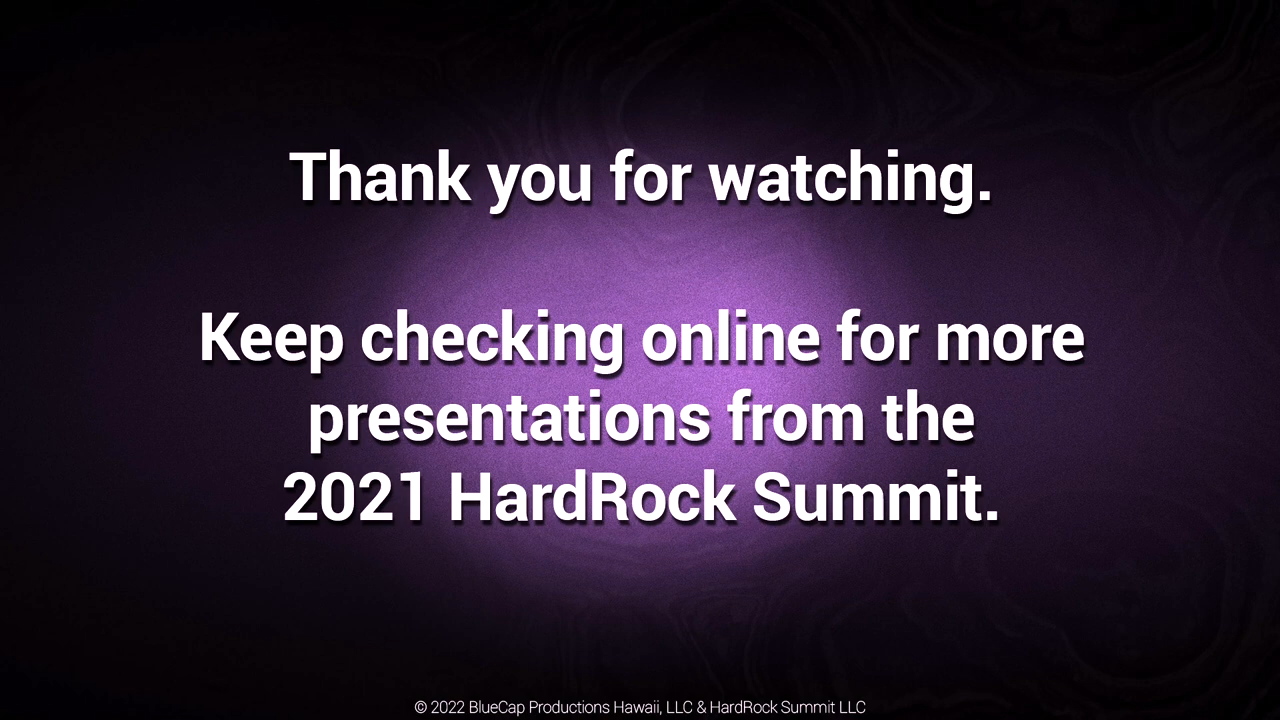 Thank you for watching.
Keep checking online for more
presentations from the
2021 HardRock Summit.
© 2022 BlueCap Productions Hawaii, LLC & HardRock Summit LLC